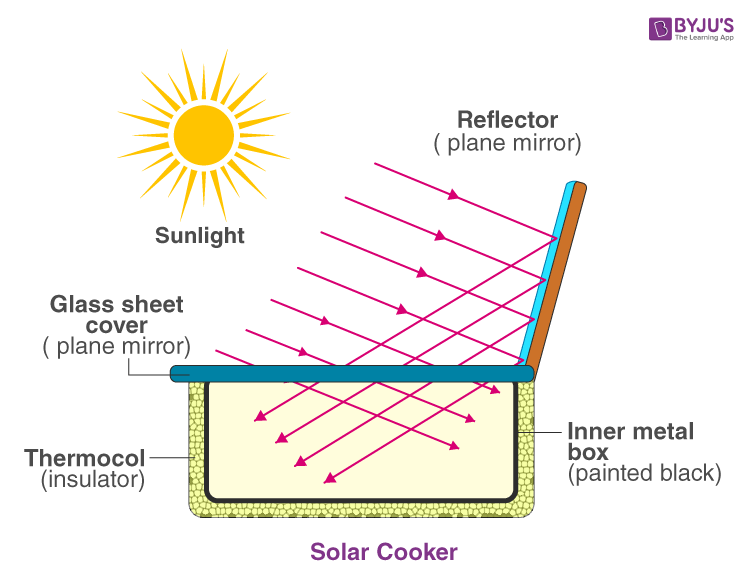 BYJU'S
The Learning App
Reflector
( plane mirror)
Sunlight
Glass sheet
cover
( plane mirror)
Thermocol
(insulator)
Inner metal
box
(painted black)
Solar Cooker